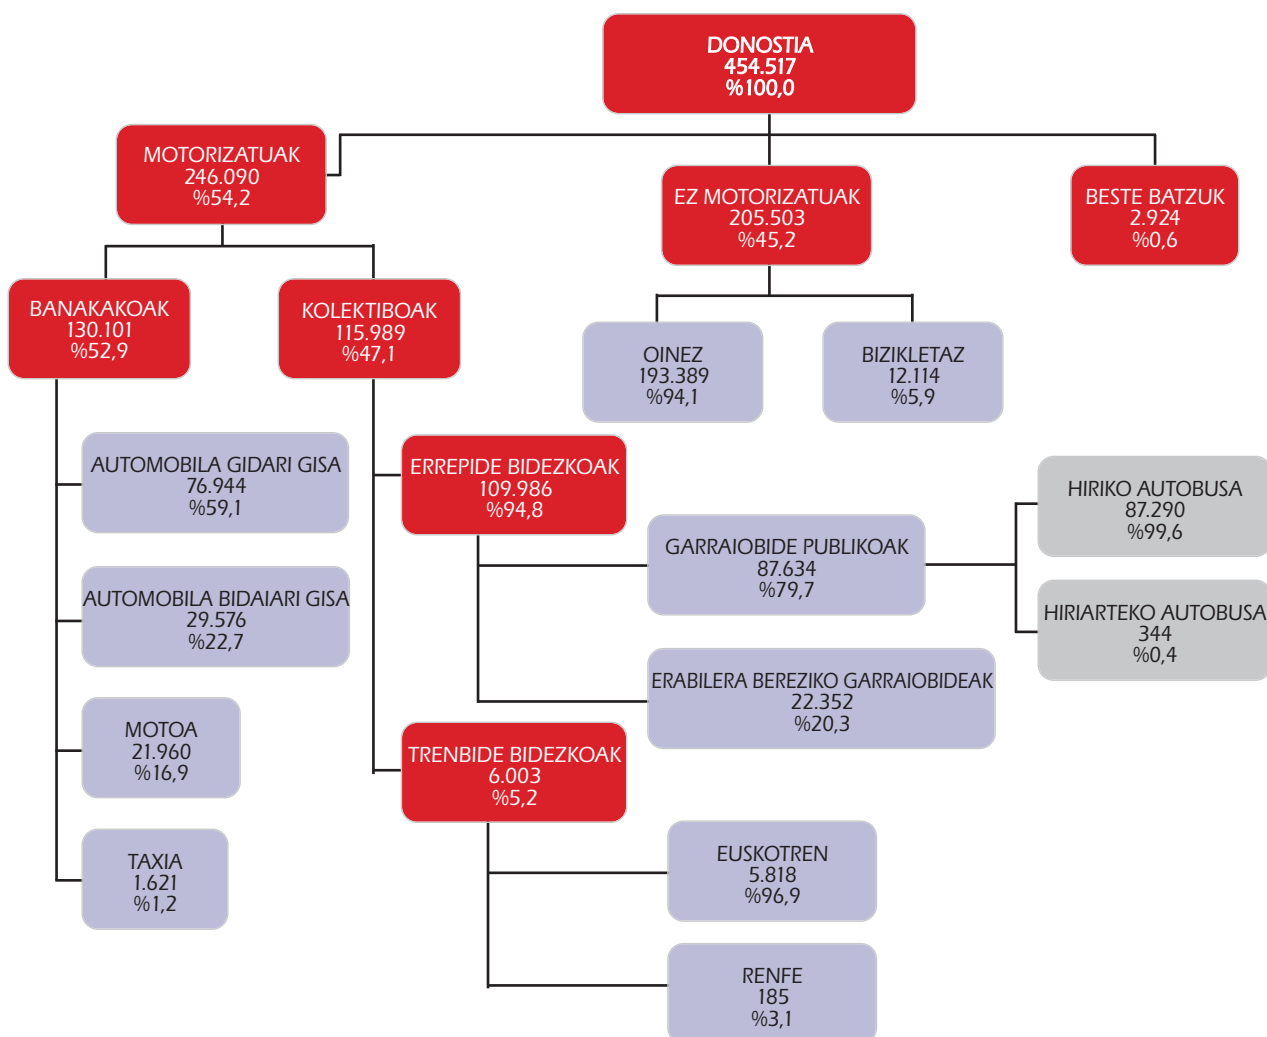 DONOSTIA
454.517
%100,0
MOTORIZATUAK
246.090
%54,2
EZ MOTORIZATUAK
205.503
%45,2
BESTE BATZUK
2.924
%0,6
BANAKAKOAK
130.101
%52,9
KOLEKTIBOAK
115.989
%47,1
OINEZ
193.389
%94,1
BIZIKLETAZ
12.114
%5,9
AUTOMOBILA GIDARI GISA
76.944
%59,1
ERREPIDE BIDEZKOAK
109.986
%94,8
HIRIKO AUTOBUSA
87.290
%99,6
GARRAIOBIDE PUBLIKOAK
87.634
%79,7
AUTOMOBILA BIDAIARI GISA
29.576
%22,7
HIRIARTEKO AUTOBUSA
344
%0,4
ERABILERA BEREZIKO GARRAIOBIDEAK
22.352
%20,3
MOTOA
21.960
%16,9
TRENBIDE BIDEZKOAK
6.003
%5,2
TAXIA
1.621
%1,2
EUSKOTREN
5.818
%96,9
RENFE
185
%3,1